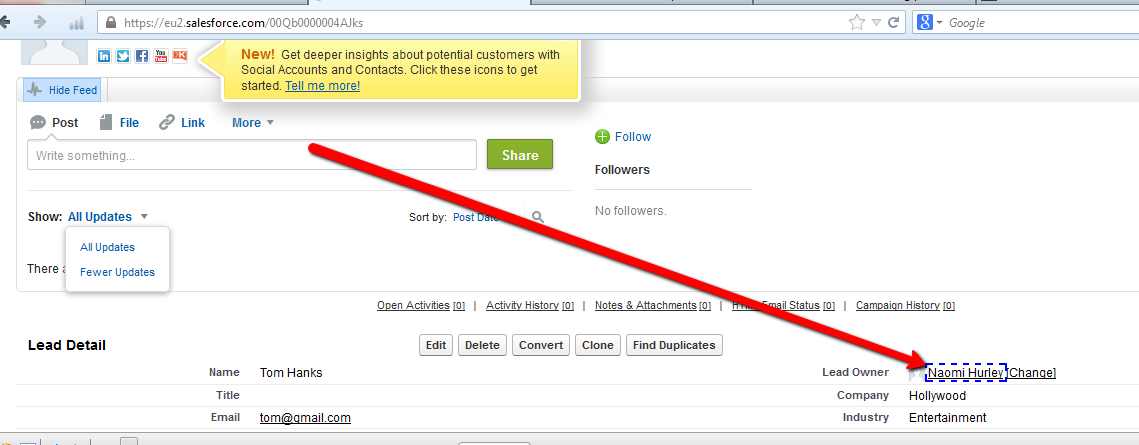 https://eu2.salesforce.com/00Qb0000004AJks
Google
New! Get deeper insights about potential customers with
Social Accounts and Contacts. Click these icons to get
started. Tell me more!
Hide Feed
Post File Link More
Write something...
Share
Follow
Followers
No followers.
Show: All Updates
Sort by: Post Date
All Updates
Fewer Updates
There
Open Activities [0] | Activity History [0] | Notes & Attachments [0] | Email Status [0] | Campaign History [0]
Lead Detail
Edit Delete Convert Clone Find Duplicates
Name Tom Hanks
Lead Owner Naomi Hurley [Change]
Title
Company Hollywood
Email tom@gmail.com
Industry Entertainment